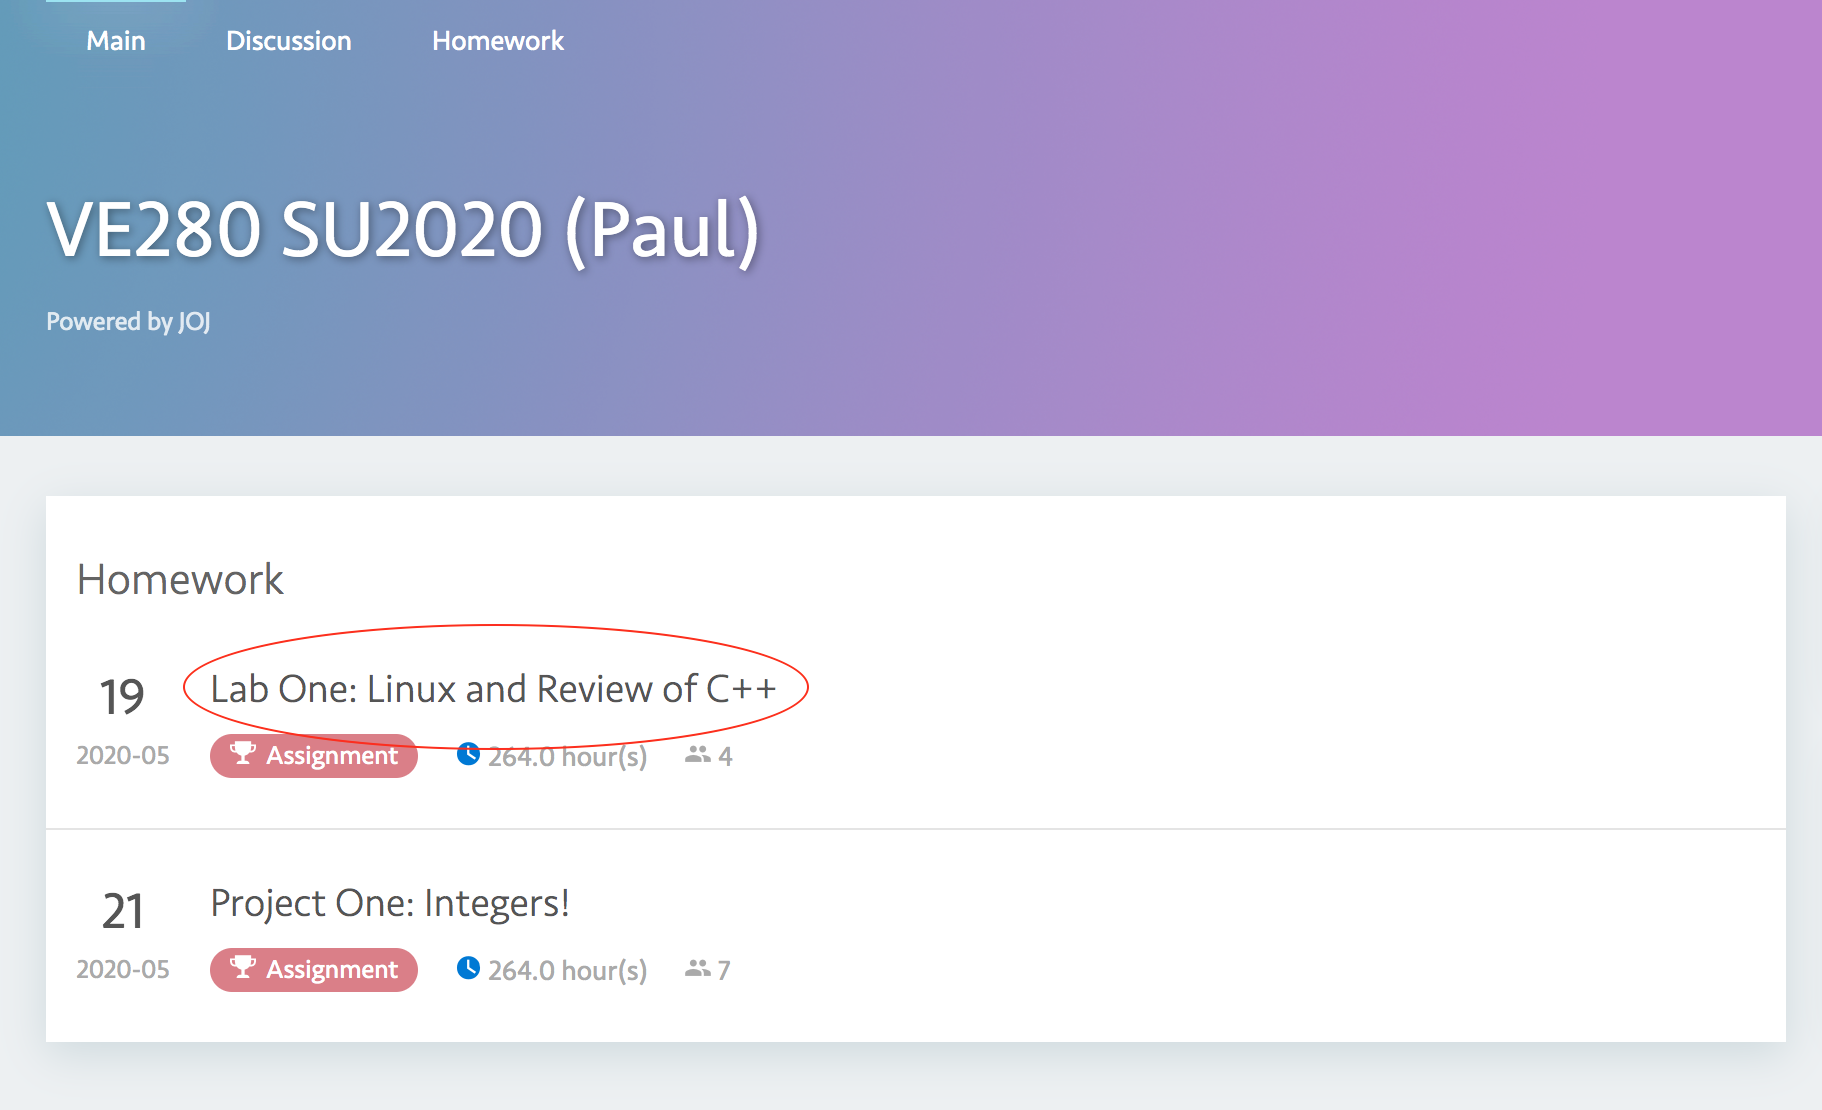 Main Discussion Homework
VE280 SU2020 (Paul)
Powered by JOJ
Homework
19 Lab One: Linux and Review of C++
2020-05 Assignment 264.0 hour(s) 4
21 Project One: Integers!
2020-05 Assignment 264.0 hour(s) 7